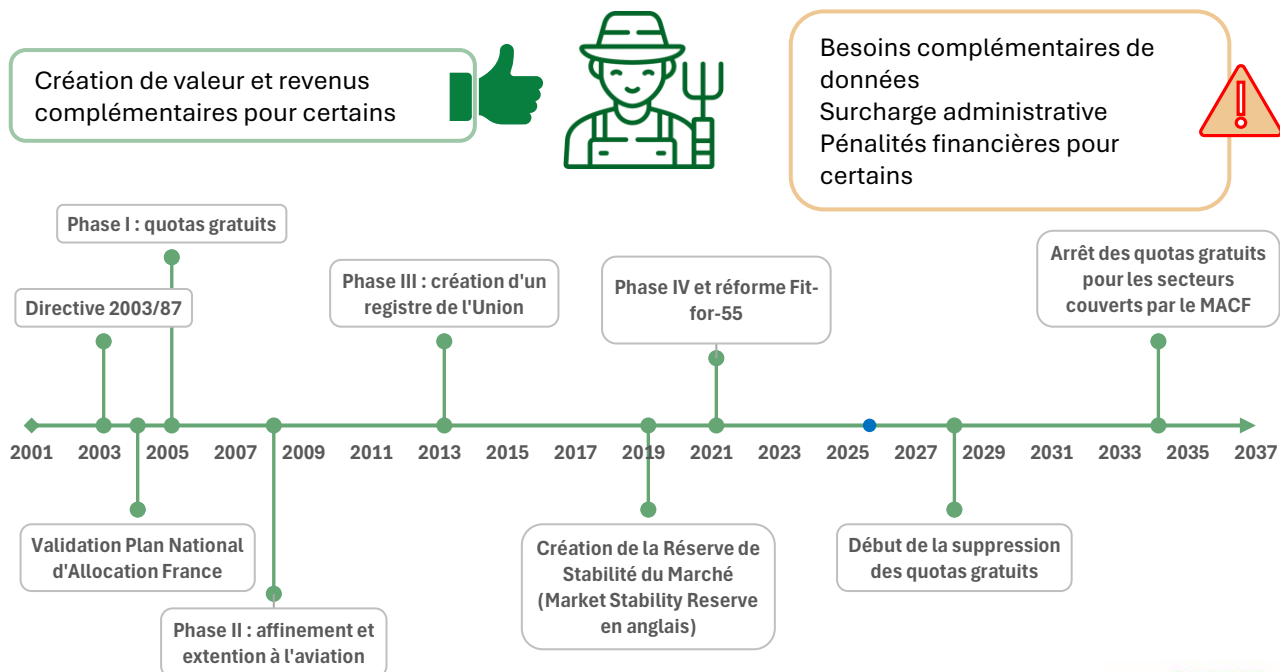 Création de valeur et revenus
complémentaires pour certains
Besoins complémentaires de
données
Surcharge administrative
Pénalités financières pour
certains
Phase I : quotas gratuits
Directive 2003/87
Phase III : création d'un
registre de l'Union
Phase IV et réforme Fit-
for-55
Arrêt des quotas gratuits
pour les secteurs
couverts par le MACF
2001 2003 2005 2007 2009 2011 2013 2015 2017 2019 2021 2023 2025 2027 2029 2031 2033 2035 2037
Validation Plan National
d'Allocation France
Phase II : affinement et
extention à l'aviation
Création de la Réserve de
Stabilité du Marché
(Market Stability Reserve
en anglais)
Début de la suppression
des quotas gratuits